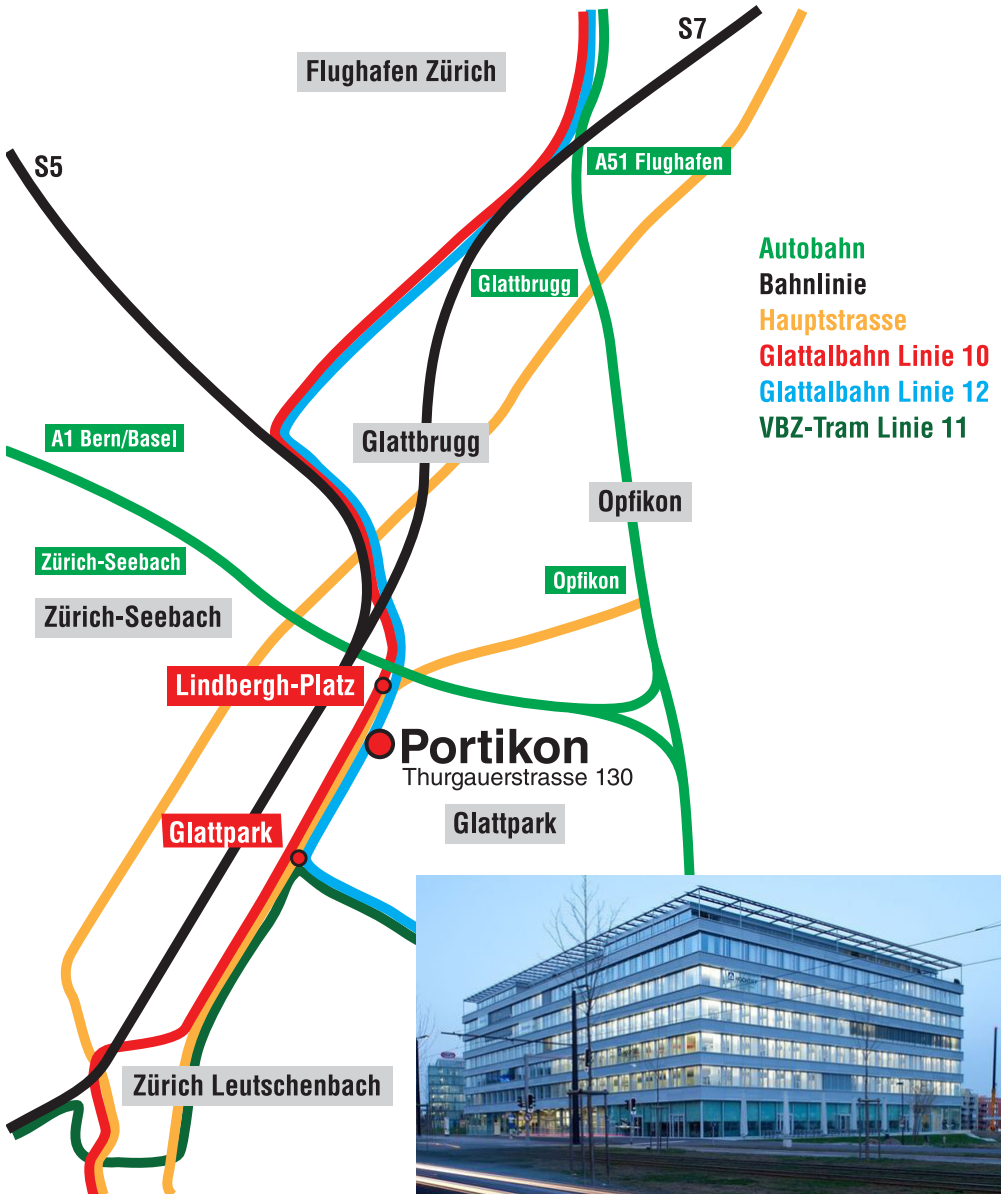 S7
Flughafen Zürich
S5
A51 Flughafen
Autobahn
Bahnlinie
Hauptstrasse
Glattalbahn Linie 10
Glattalbahn Linie 12
VBZ-Tram Linie 11
Glattbrugg
A1 Bern/Basel
Glattbrugg
Opfikon
Zürich-Seebach
Opfikon
Zürich-Seebach
Lindbergh-Platz
Portikon
Thurgauerstrasse 130
Glattpark
Glattpark
Zürich Leutschenbach